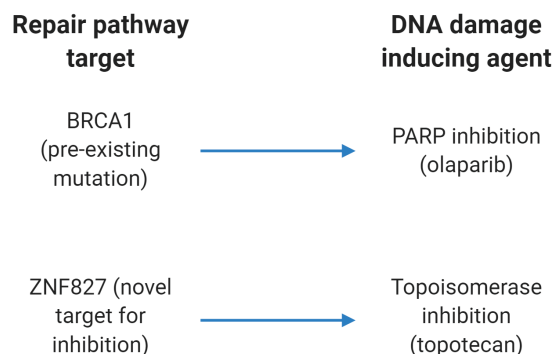 Repair pathway
target
DNA damage
inducing agent
BRCA1
(pre-existing
mutation)
PARP inhibition
(olaparib)
ZNF827 (novel
target for
inhibition)
Topoisomerase
inhibition
(topotecan)